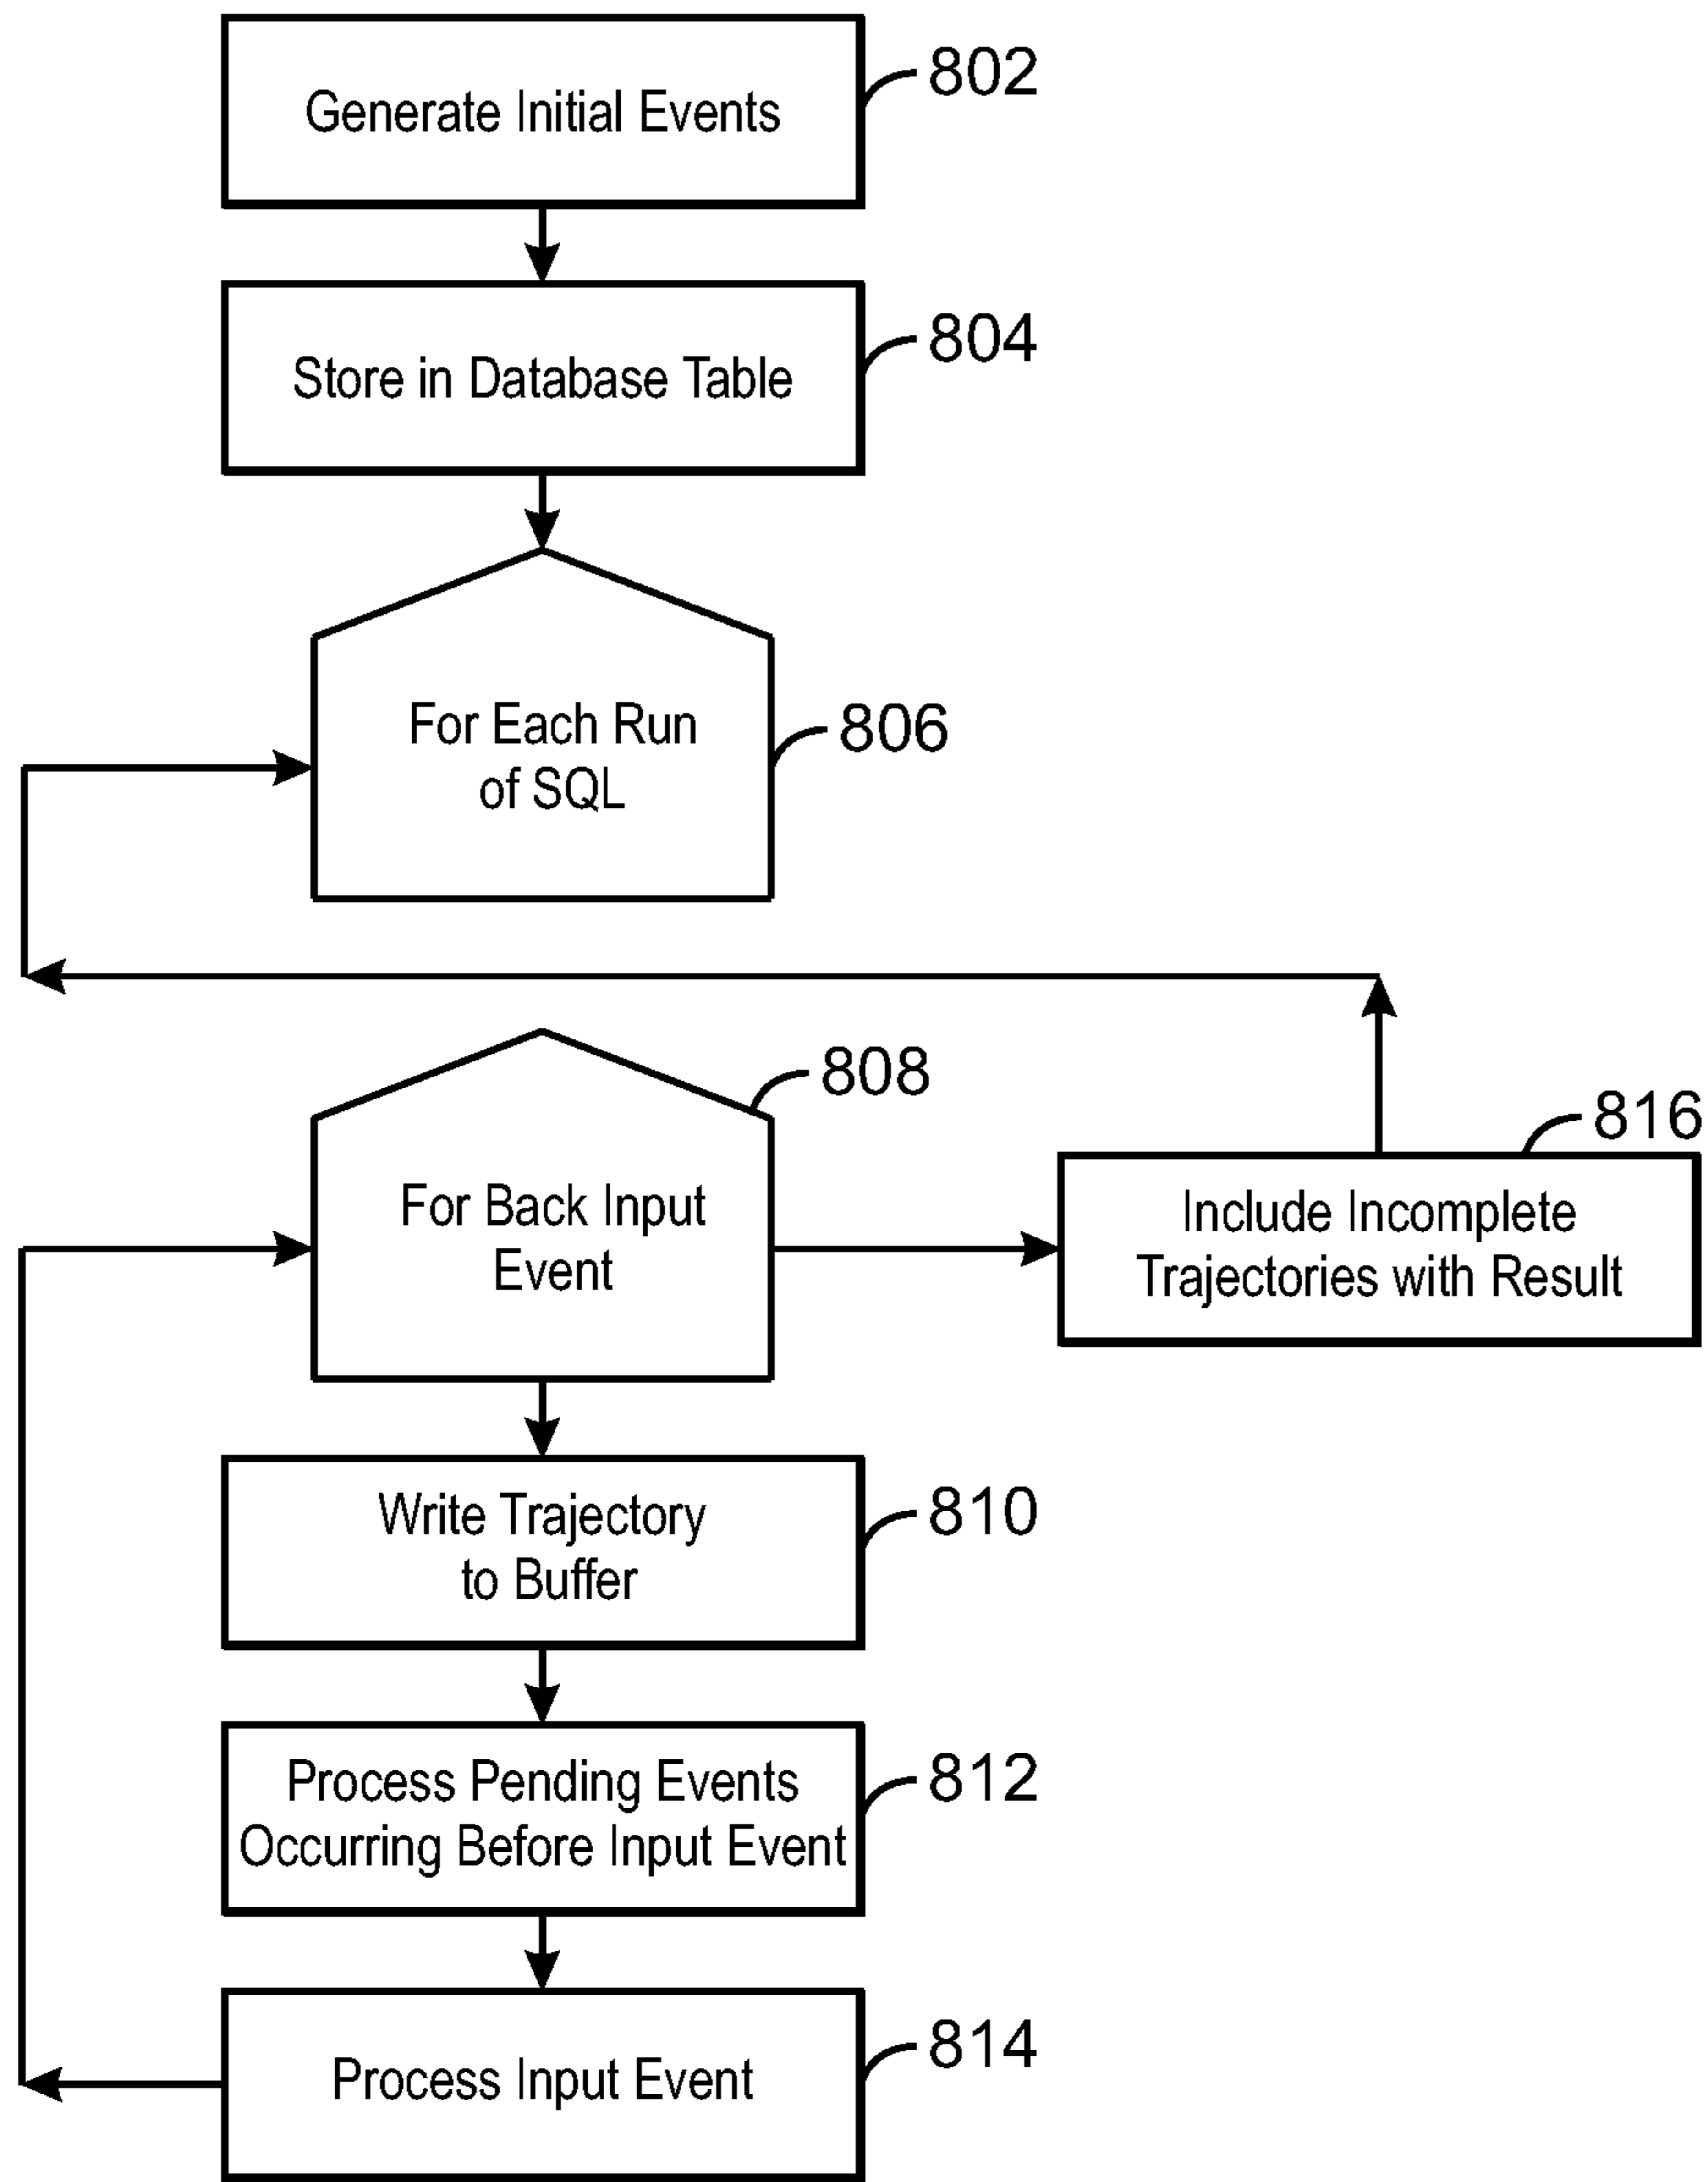 Generate Initial Events
802
Store in Database Table
804
For Each Run
of SQL
806
For Back Input
Event
808
Include Incomplete
Trajectories with Result
816
Write Trajectory
to Buffer
810
Process Pending Events
Occurring Before Input Event
812
Process Input Event
814